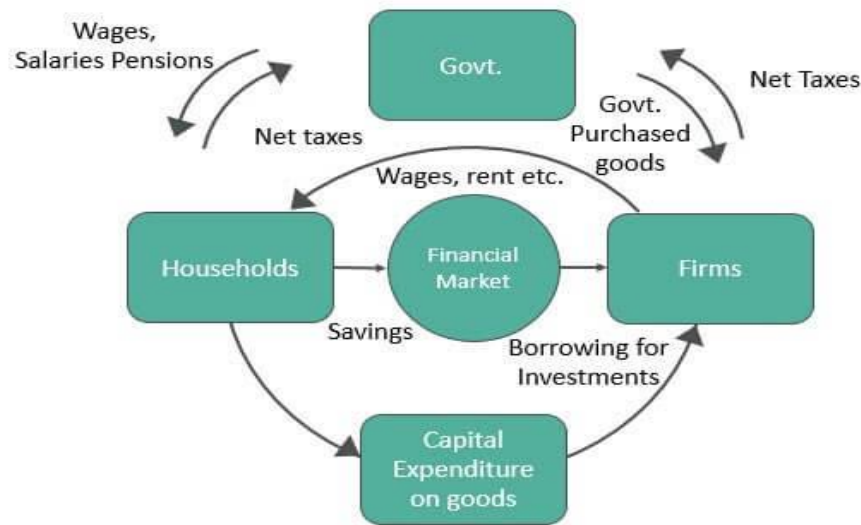 Wages,
Salaries Pensions
Govt.
Net Taxes
Net taxes
Govt.
Purchased
goods
Wages, rent etc.
Households
Financial
Market
Firms
Savings
Borrowing for
Investments
Capital
Expenditure
on goods